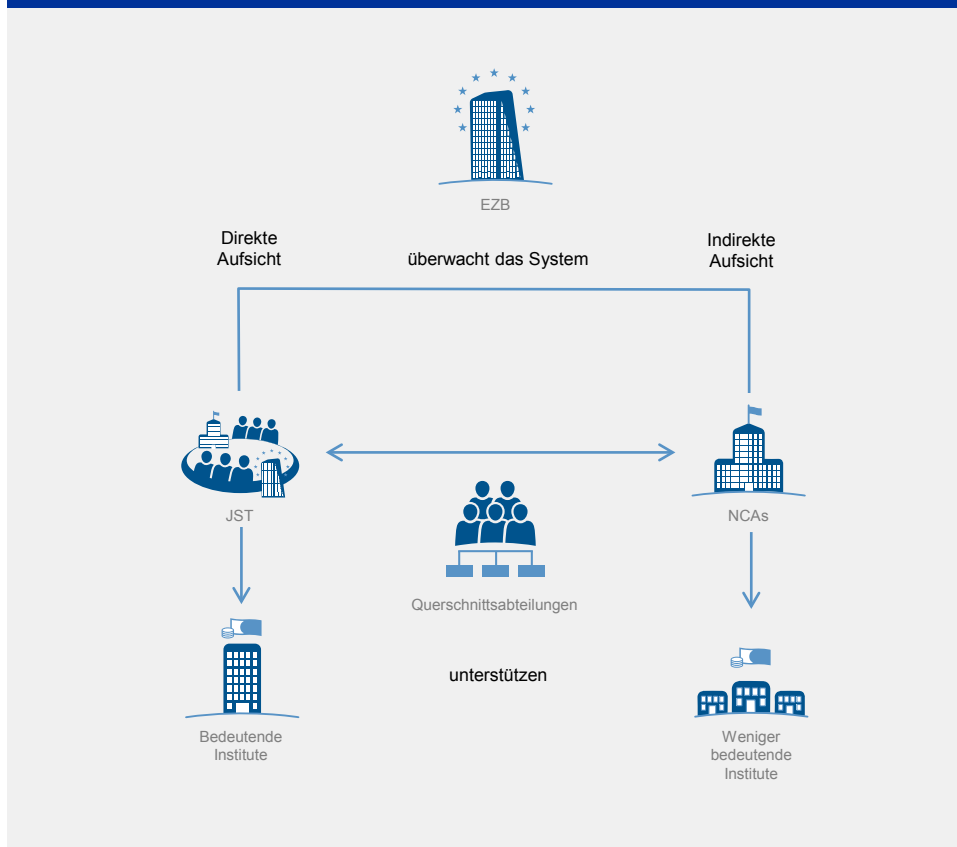 EZB
Direkte
Aufsicht
überwacht das System
Indirekte
Aufsicht
JST
NCAs
Querschnittsabteilungen
unterstützen
Bedeutende
Institute
Weniger
bedeutende
Institute